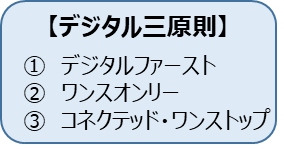 【デジタル三原則】
① デジタルファースト
② ワンスオンリー
③ コネクテッド・ワンストップ